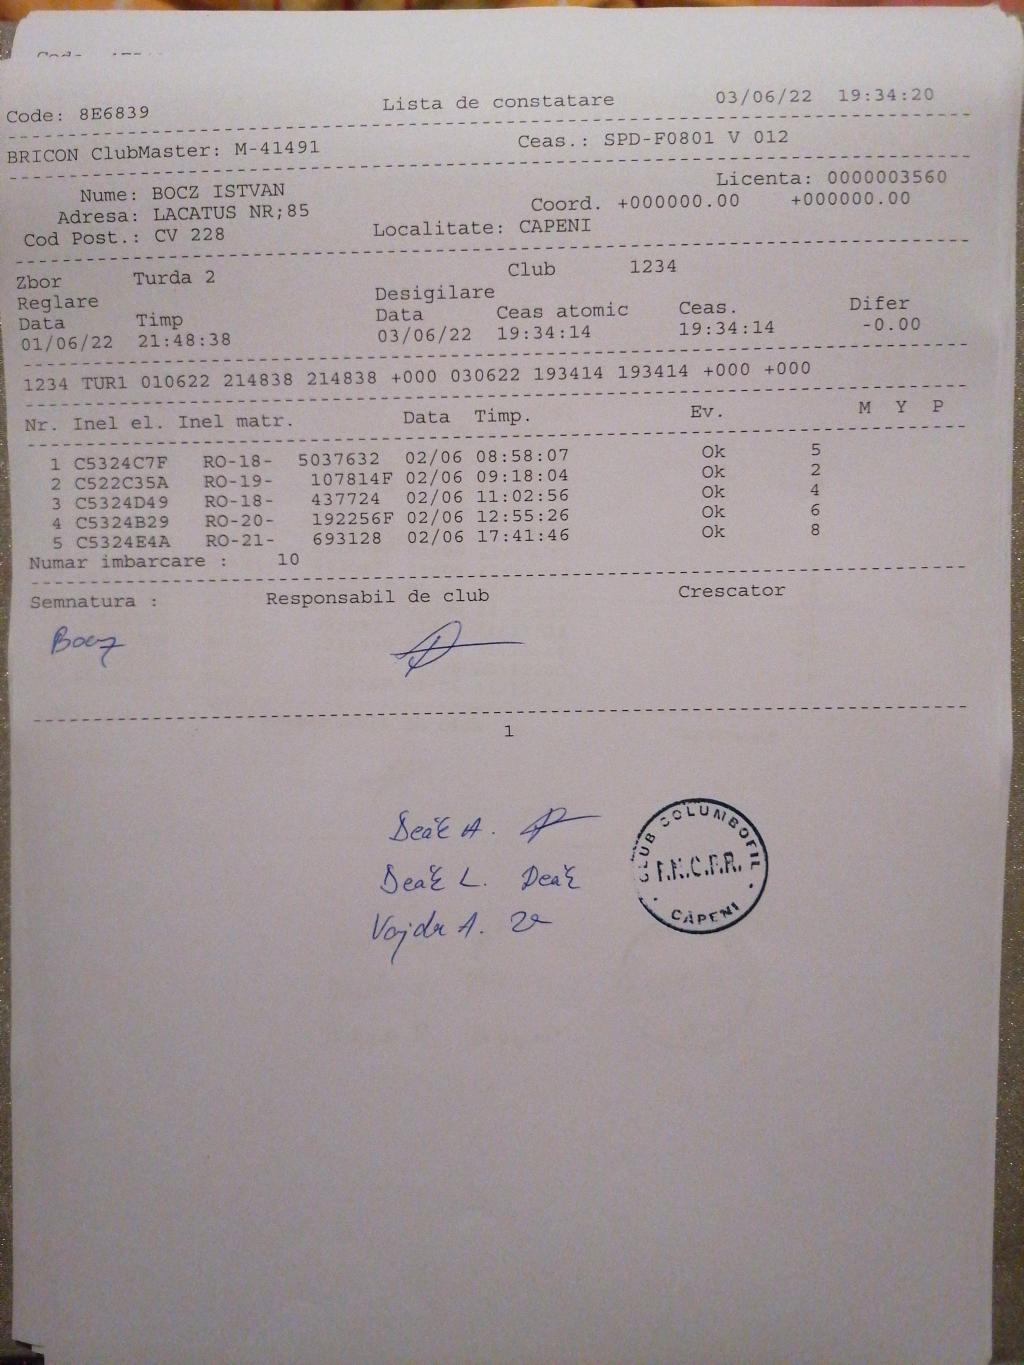 Code: 8E6839 Lista de constatare 03/06/22 19:34:20
BRICON ClubMaster: M-41491 Ceas.: SPD-F0801 V 012
Nume: BOCZ ISTVAN Licenta: 0000003560
Adresa: LACATUS NR;85 Coord. +000000.00 +000000.00
Cod Post.: CV 228 Localitate: CAPENI
Zbor Turda 2 Club 1234
Reglare Desigilare
Data Timp Data Ceas atomic Ceas. Difer
01/06/22 21:48:38 03/06/22 19:34:14 19:34:14 -0.00
1234 TUR1 010622 214838 214838 +000 030622 193414 193414 +000 +000
Nr. Inel el. Inel matr. Data Timp. Ev. M Y P
1 C5324C7F RO-18- 5037632 02/06 08:58:07 Ok 5
2 C522C35A RO-19- 107814F 02/06 09:18:04 Ok 2
3 C5324D49 RO-18- 437724 02/06 11:02:56 Ok 4
4 C5324B29 RO-20- 192256F 02/06 12:55:26 Ok 6
5 C5324E4A RO-21- 693128 02/06 17:41:46 Ok 8
Numar imbarcare : 10
Semnatura : Responsabil de club Crescator
Bocz
1
Deák A.
Deák L. Deák
Vajda A.
CLUB COLUMBOFIL
F.N.C.P.R.
CĂPENI